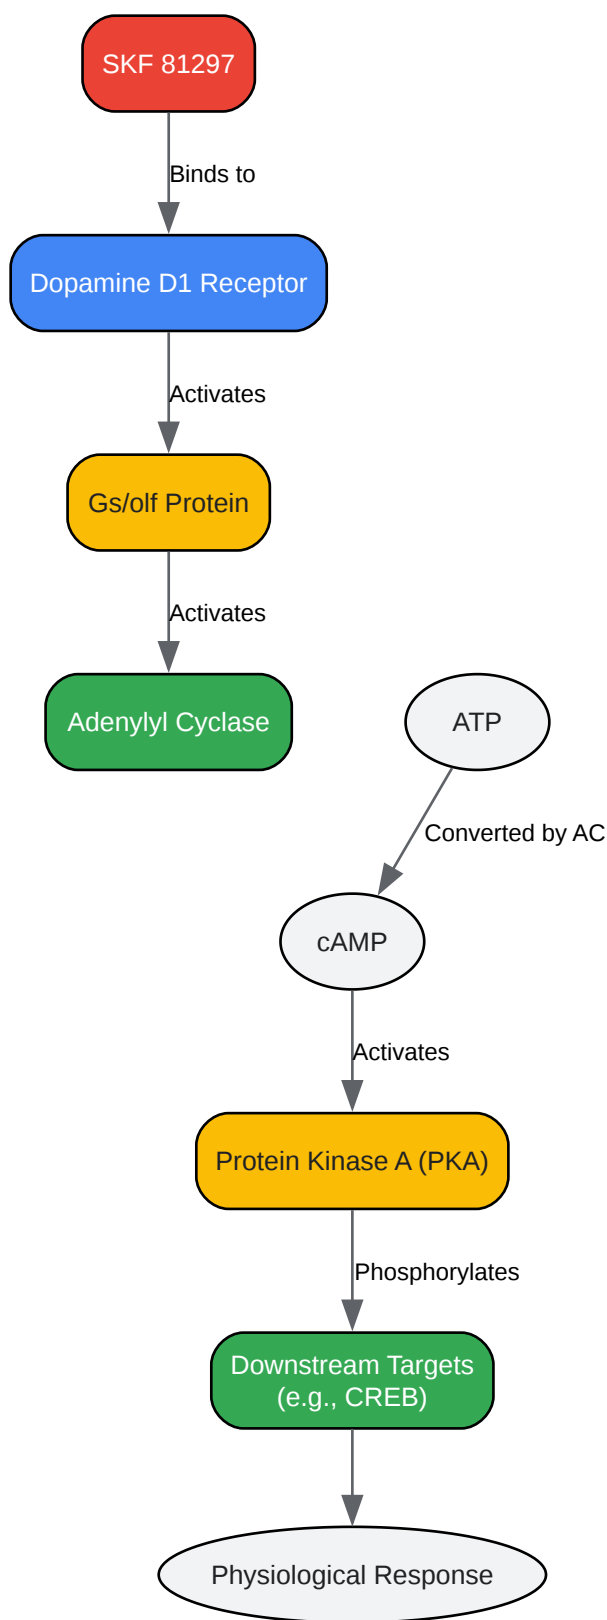 SKF 81297
Binds to
Dopamine D1 Receptor
Activates
Gs/olf Protein
Activates
Adenylyl Cyclase
ATP
Converted by AC
cAMP
Activates
Protein Kinase A (PKA)
Phosphorylates
Downstream Targets
(e.g., CREB)
Physiological Response